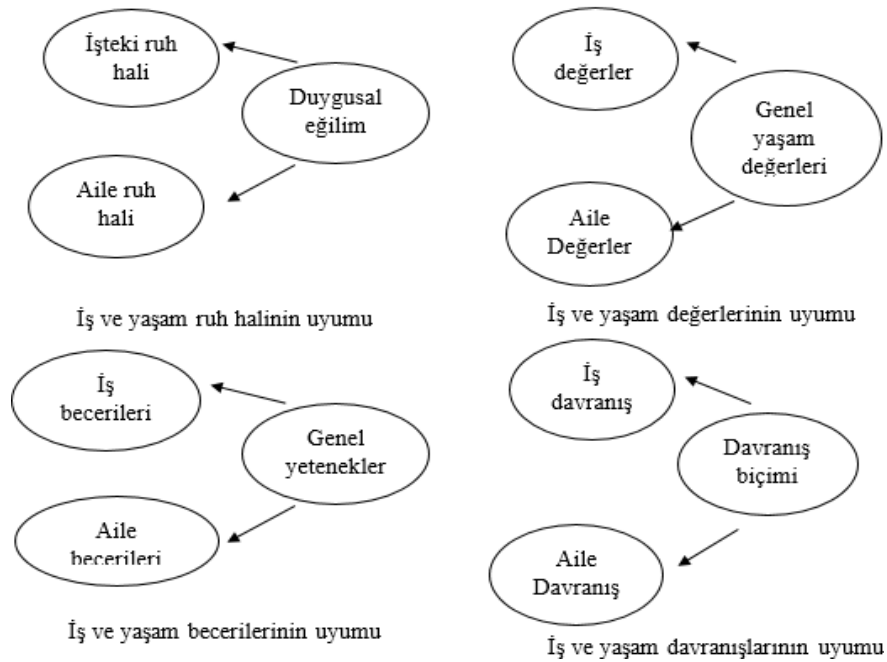 İşteki ruh
hali
Duygusal
eğilim
Aile ruh
hali
İş ve yaşam ruh halinin uyumu
İş
değerler
Genel
yaşam
değerleri
Aile
Değerler
İş ve yaşam değerlerinin uyumu
İş
becerileri
Genel
yetenekler
Aile
becerileri
İş ve yaşam becerilerinin uyumu
İş
davranış
Davranış
biçimi
Aile
Davranış
İş ve yaşam davranışlarının uyumu